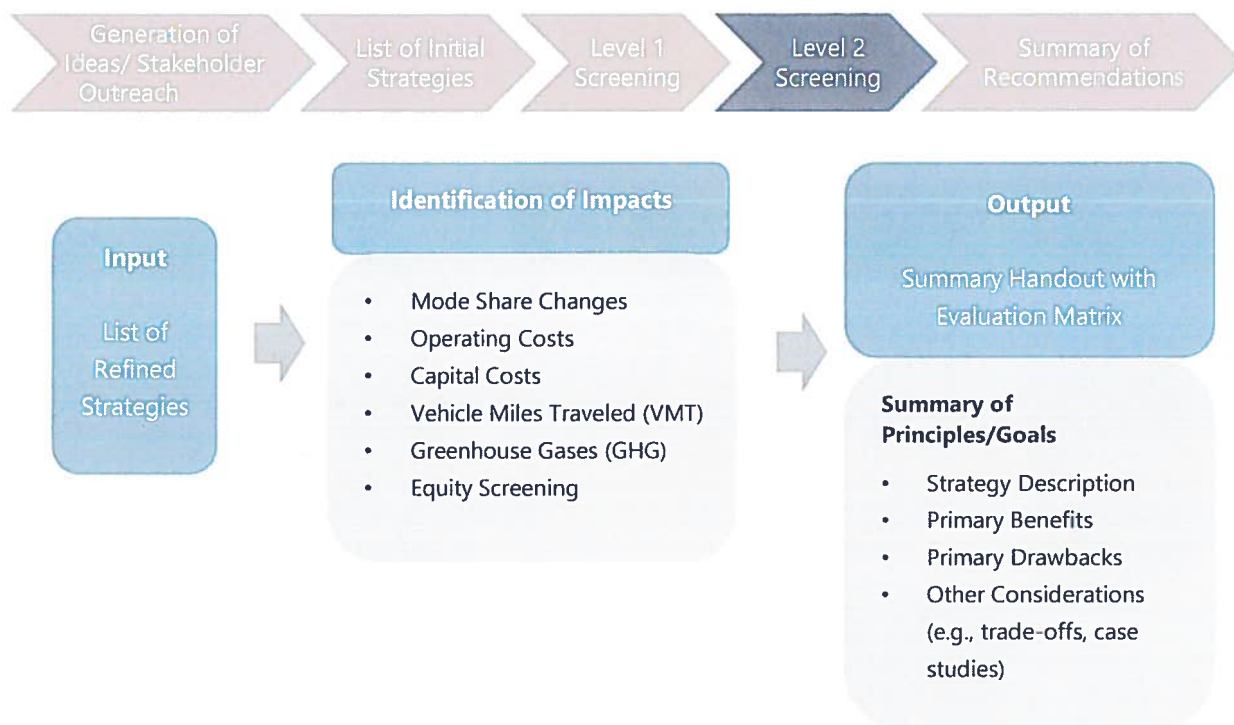 Generation of
Ideas/ Stakeholder
Outreach
List of Initial
Strategies
Level 1
Screening
Level 2
Screening
Summary of
Recommendations
Input
List of
Refined
Strategies
Identification of Impacts
• Mode Share Changes
• Operating Costs
• Capital Costs
• Vehicle Miles Traveled (VMT)
• Greenhouse Gases (GHG)
• Equity Screening
Output
Summary Handout with
Evaluation Matrix
Summary of
Principles/Goals
• Strategy Description
• Primary Benefits
• Primary Drawbacks
• Other Considerations
(e.g., trade-offs, case
studies)